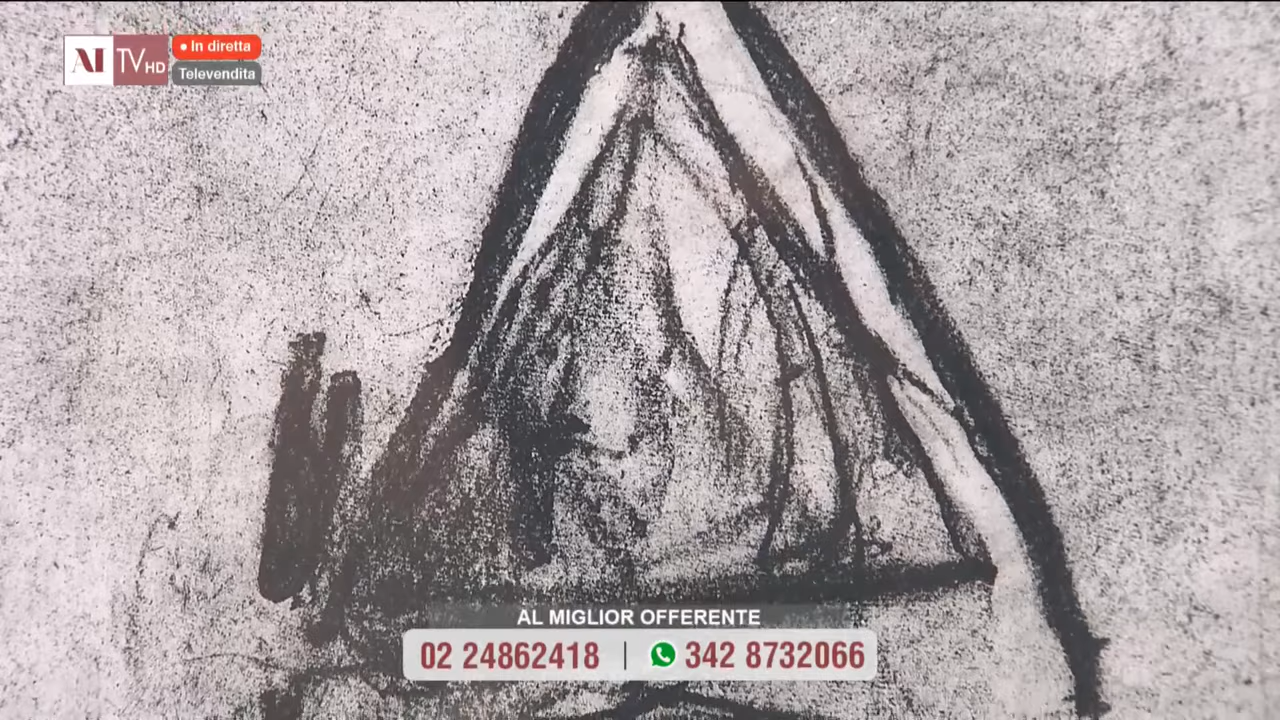 AI TV HD
• In diretta
Televendita
AL MIGLIOR OFFERENTE
02 24862418 | 342 8732066